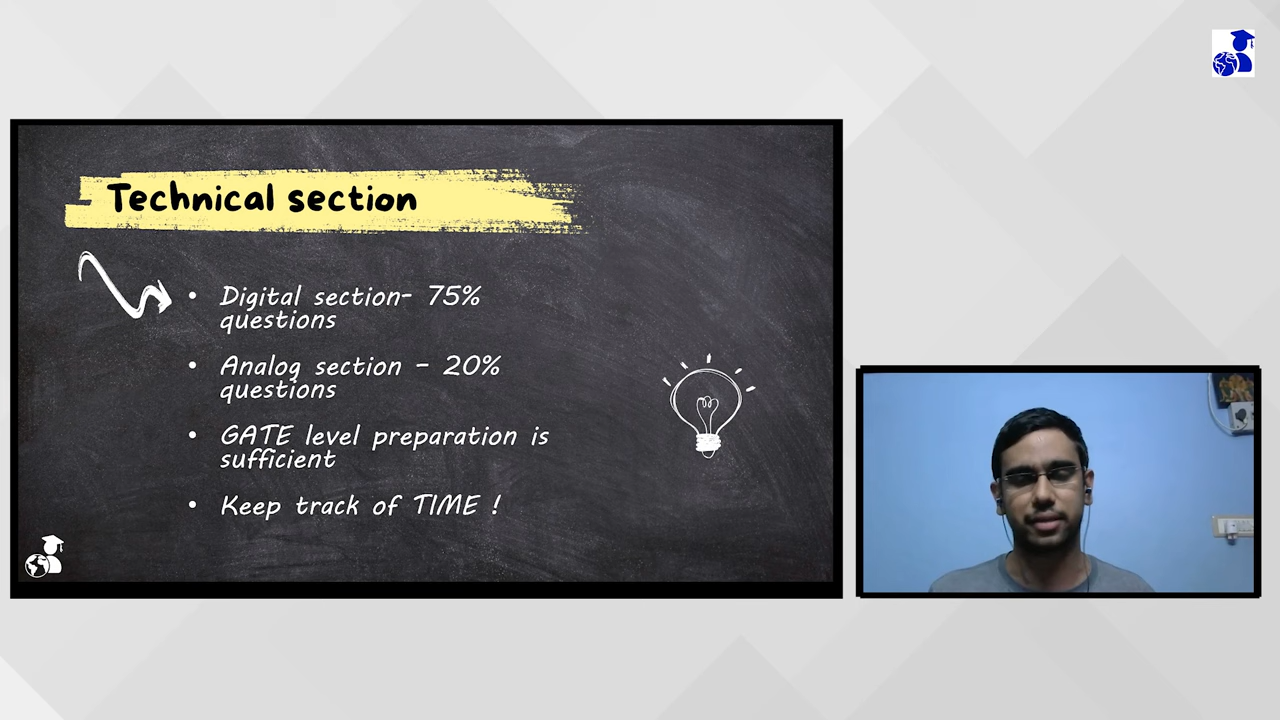 Technical section
• Digital section- 75%
questions
• Analog section - 20%
questions
• GATE level preparation is
sufficient
• Keep track of TIME !